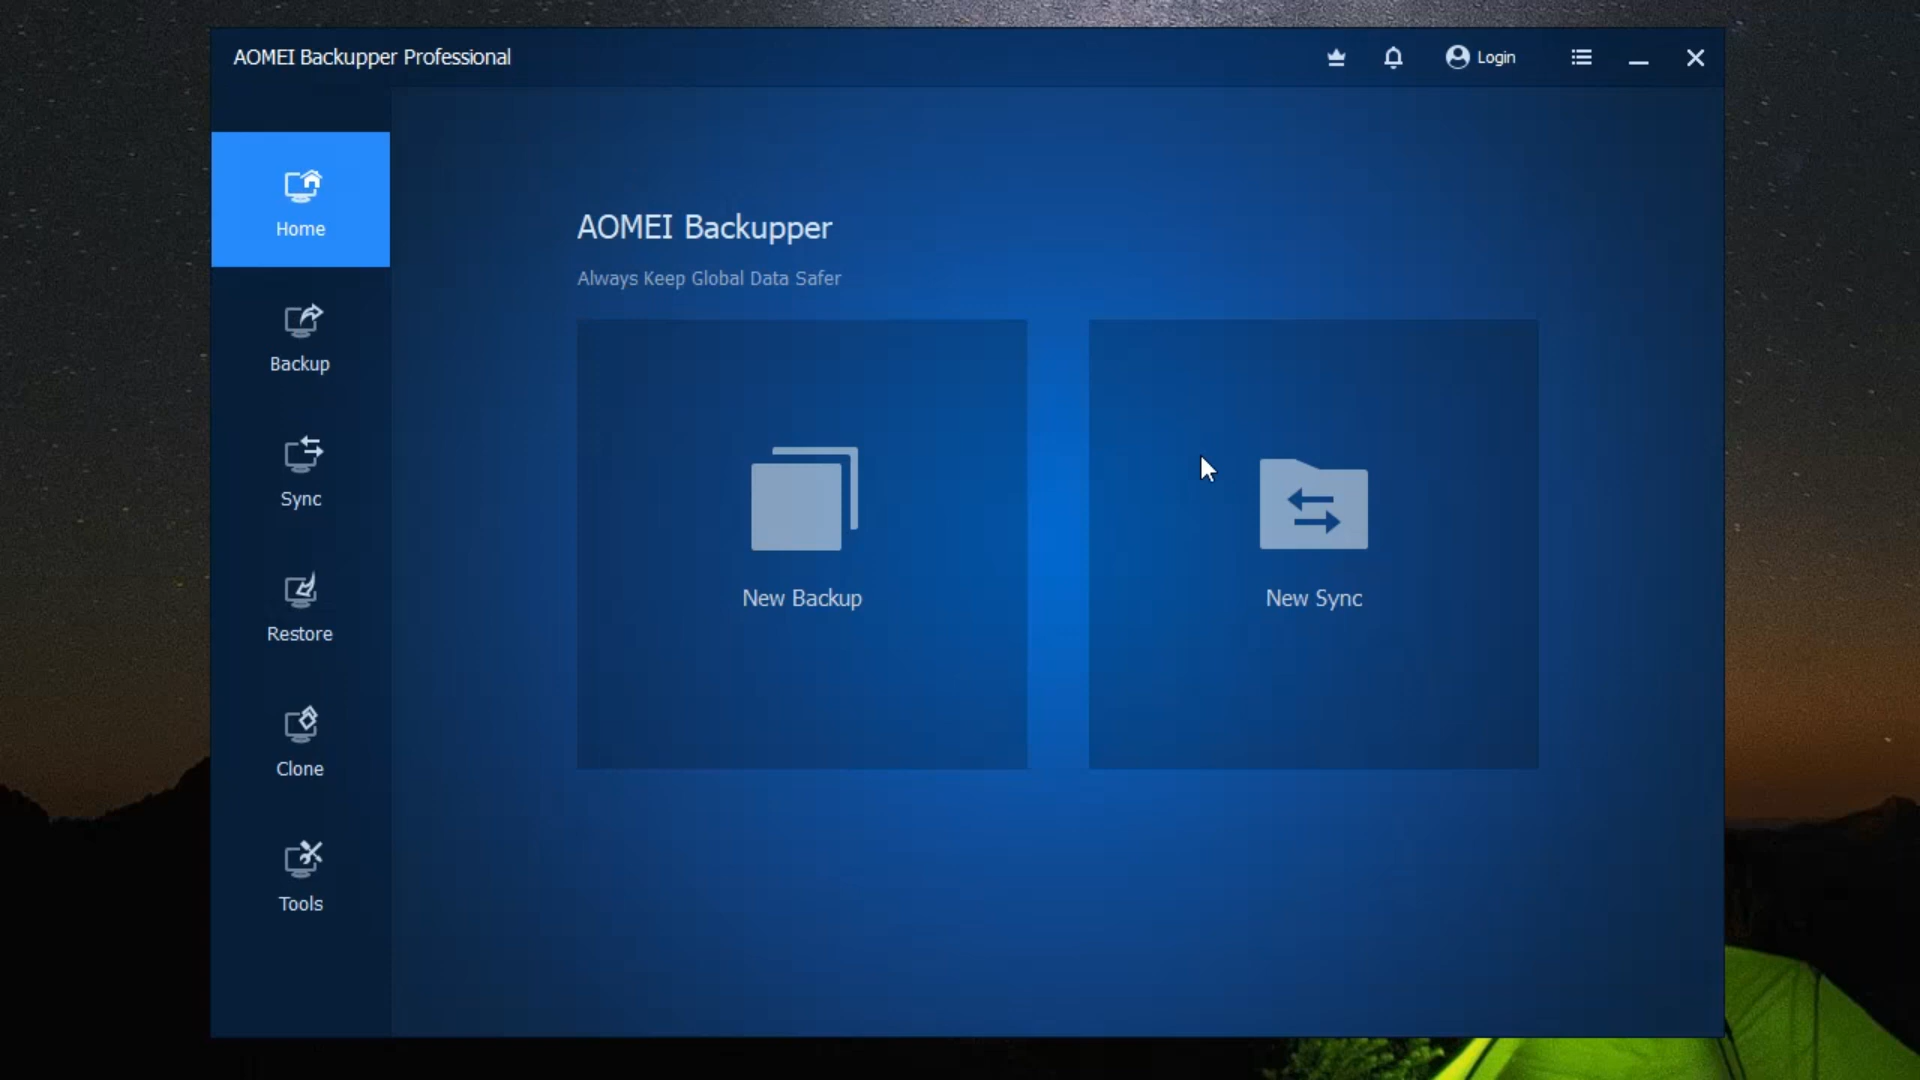 AOMEI Backupper Professional
Login
Home
Backup
Sync
Restore
Clone
Tools
AOMEI Backupper
Always Keep Global Data Safer
New Backup
New Sync